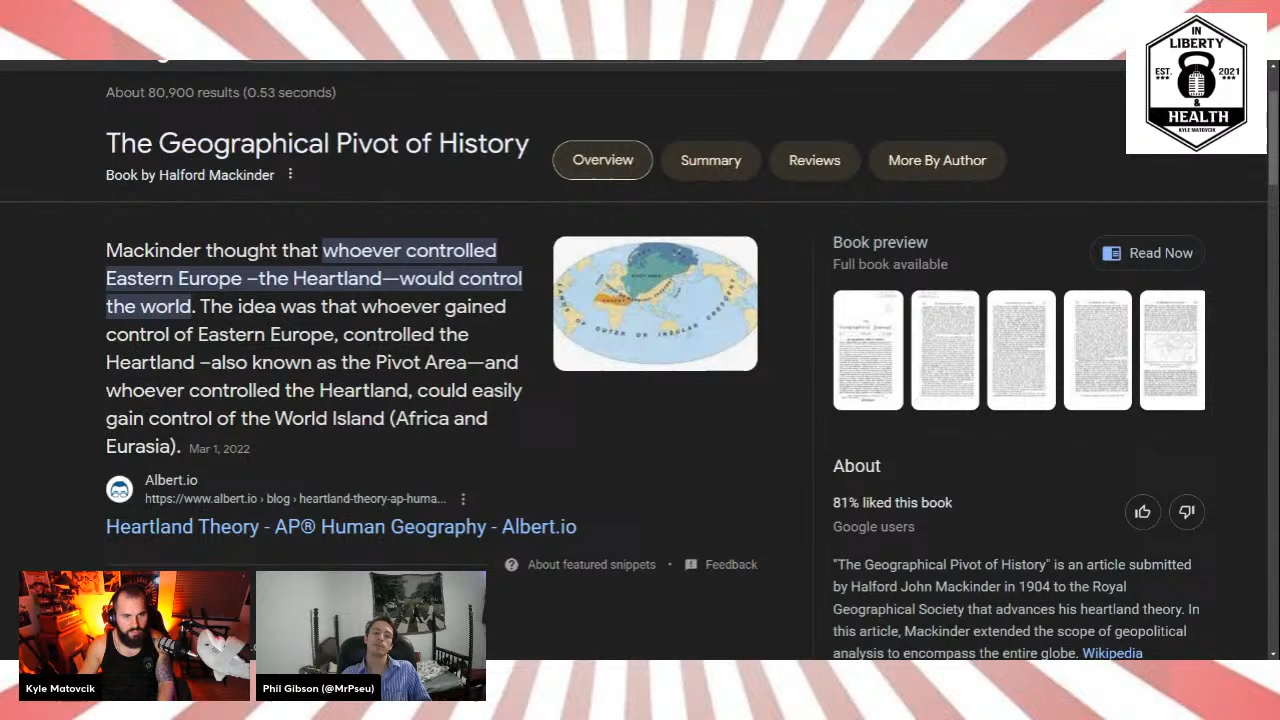 About 80,900 results (0.53 seconds)
IN
LIBERTY
EST. 2021
&
HEALTH
KYLE MATOVCIK
The Geographical Pivot of History
Book by Halford Mackinder
Overview
Summary
Reviews
More By Author
Mackinder thought that whoever controlled
Eastern Europe –the Heartland—would control
the world. The idea was that whoever gained
control of Eastern Europe, controlled the
Heartland –also known as the Pivot Area—and
whoever controlled the Heartland, could easily
gain control of the World Island (Africa and
Eurasia). Mar 1, 2022
Albert.io
https://www.albert.io › blog › heartland-theory-ap-huma...
Heartland Theory - AP® Human Geography - Albert.io
About featured snippets • Feedback
PIVOT AREA
LANDS OF OUTER OR INSULAR CRESCENT
Book preview
Full book available
Read Now
About
81% liked this book
Google users
"The Geographical Pivot of History" is an article submitted
by Halford John Mackinder in 1904 to the Royal
Geographical Society that advances his heartland theory. In
this article, Mackinder extended the scope of geopolitical
analysis to encompass the entire globe. Wikipedia
Kyle Matovcik
Phil Gibson (@MrPseu)